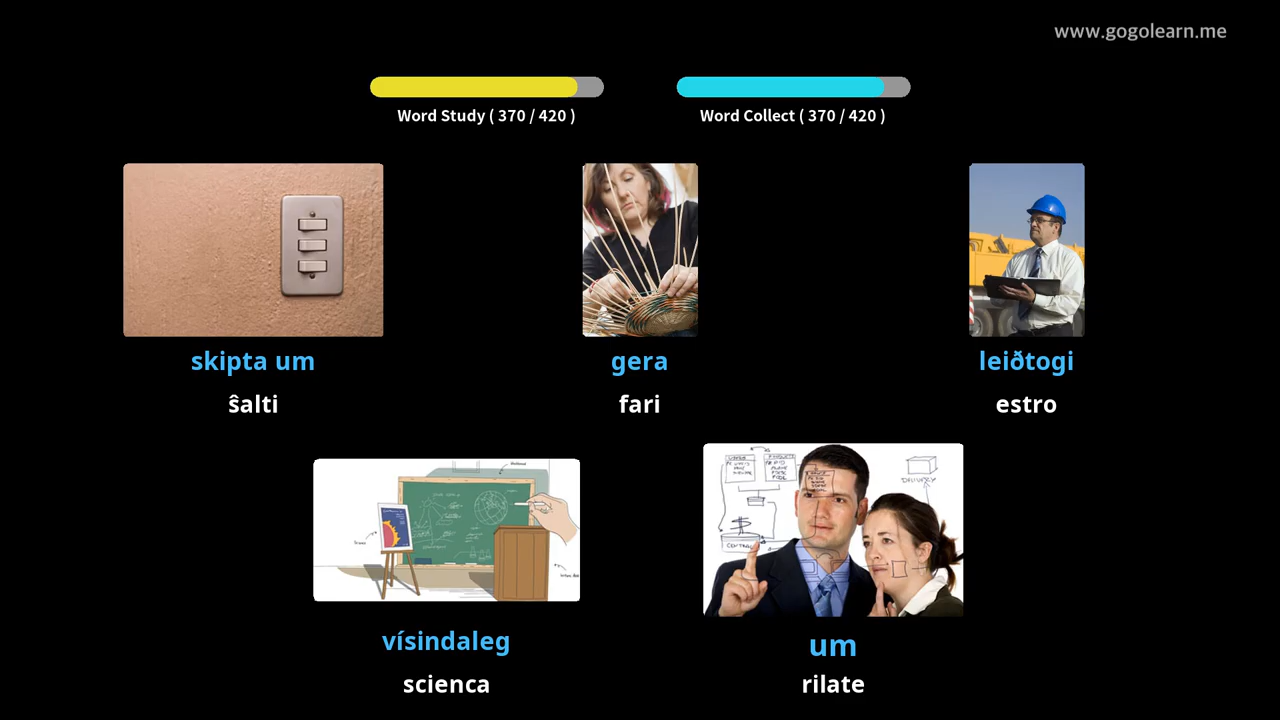 www.gogolearn.me
Word Study ( 370 / 420 )
Word Collect ( 370 / 420 )
skipta um
gera
leiðtogi
ŝalti
fari
estro
DELIVERY
vísindaleg
um
scienca
rilate